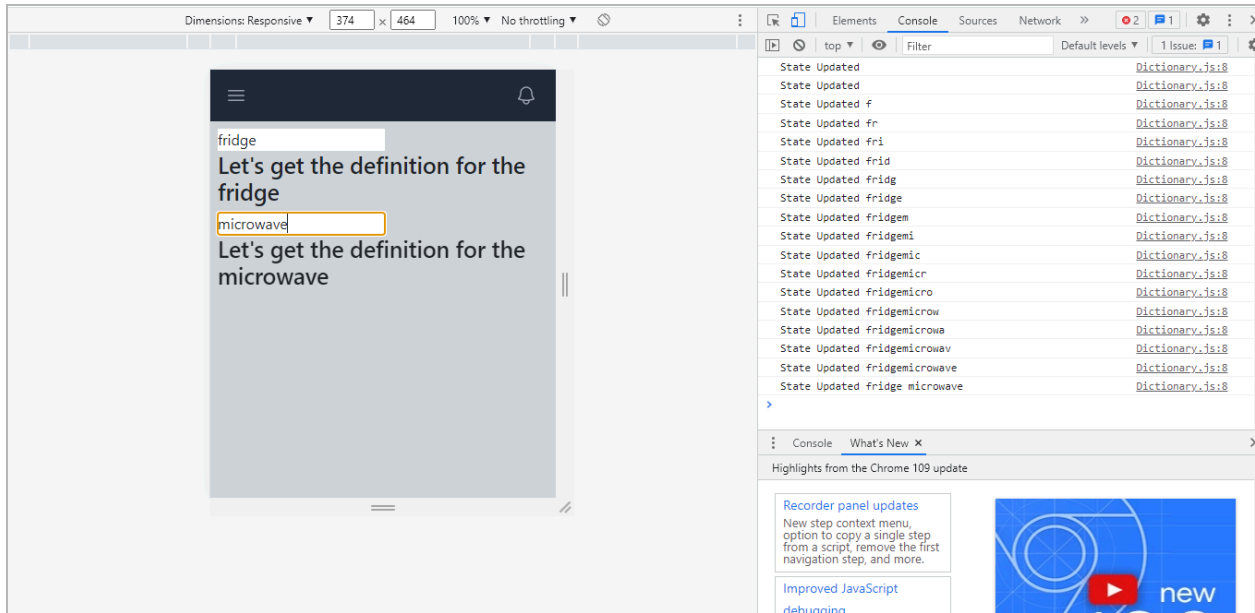 Dimensions: Responsive ▼ 374 × 464 100% ▼ No throttling ▼
fridge
Let's get the definition for the
fridge
microwave
Let's get the definition for the
microwave
Elements Console Sources Network » 2 1
top ▼ Filter Default levels ▼ 1 Issue: 1
State Updated Dictionary.js:8
State Updated Dictionary.js:8
State Updated f Dictionary.js:8
State Updated fr Dictionary.js:8
State Updated fri Dictionary.js:8
State Updated frid Dictionary.js:8
State Updated fridg Dictionary.js:8
State Updated fridge Dictionary.js:8
State Updated fridgem Dictionary.js:8
State Updated fridgemi Dictionary.js:8
State Updated fridgemic Dictionary.js:8
State Updated fridgemicr Dictionary.js:8
State Updated fridgemicro Dictionary.js:8
State Updated fridgemicrow Dictionary.js:8
State Updated fridgemicrowa Dictionary.js:8
State Updated fridgemicrowav Dictionary.js:8
State Updated fridgemicrowave Dictionary.js:8
State Updated fridge microwave Dictionary.js:8
Console What's New ×
Highlights from the Chrome 109 update
Recorder panel updates
New step context menu,
option to copy a single step
from a script, remove the first
navigation step, and more.
Improved JavaScript
debugging
new